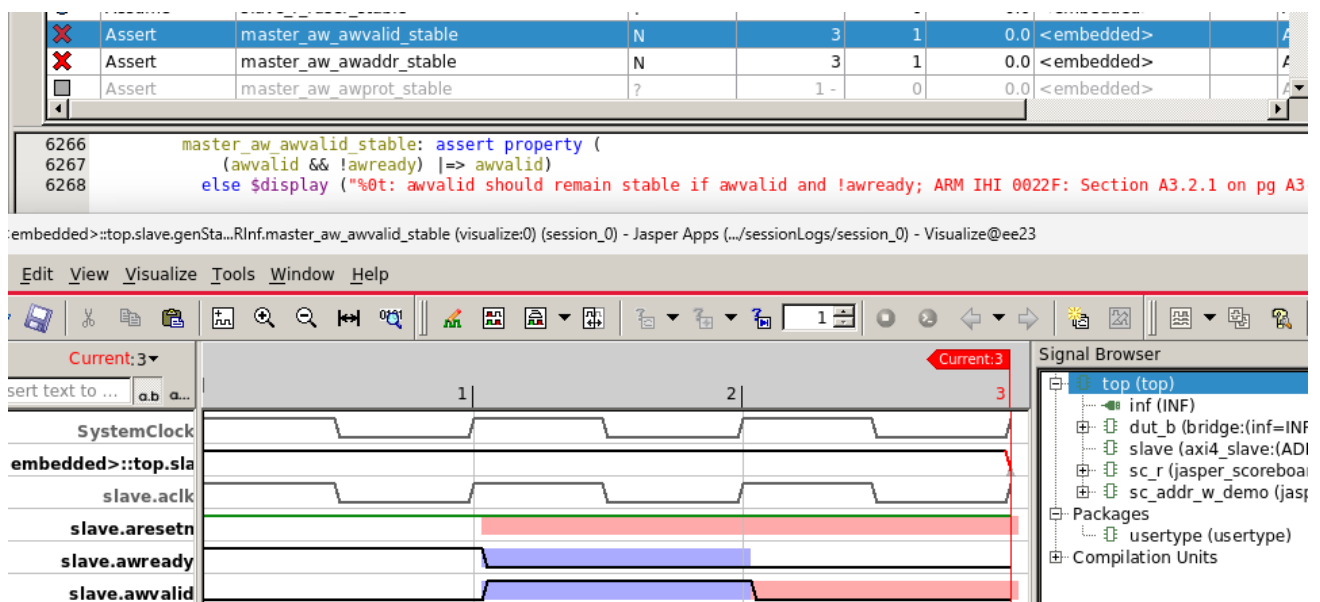 Assert master_aw_awvalid_stable N 3 1 0.0 <embedded>
Assert master_aw_awaddr_stable N 3 1 0.0 <embedded>
Assert master_aw_awprot_stable ? 1 - 0 0.0 <embedded>
6266 master_aw_awvalid_stable: assert property (
6267 (awvalid && !awready) |=> awvalid)
6268 else $display ("%0t: awvalid should remain stable if awvalid and !awready; ARM IHI 0022F: Section A3.2.1 on pg A3
embedded>::top.slave.genSta...RInf.master_aw_awvalid_stable (visualize:0) (session_0) - Jasper Apps (.../sessionLogs/session_0) - Visualize@ee23
Edit View Visualize Tools Window Help
1
Current:3
Current:3
Signal Browser
sert text to ... a.b a...
1 2 3
top (top)
inf (INF)
dut_b (bridge:(inf=INF
slave (axi4_slave:(ADI
sc_r (jasper_scoreboar
sc_addr_w_demo (jasp
Packages
usertype (usertype)
Compilation Units
SystemClock
embedded>::top.sla
slave.aclk
slave.aresetn
slave.awready
slave.awvalid